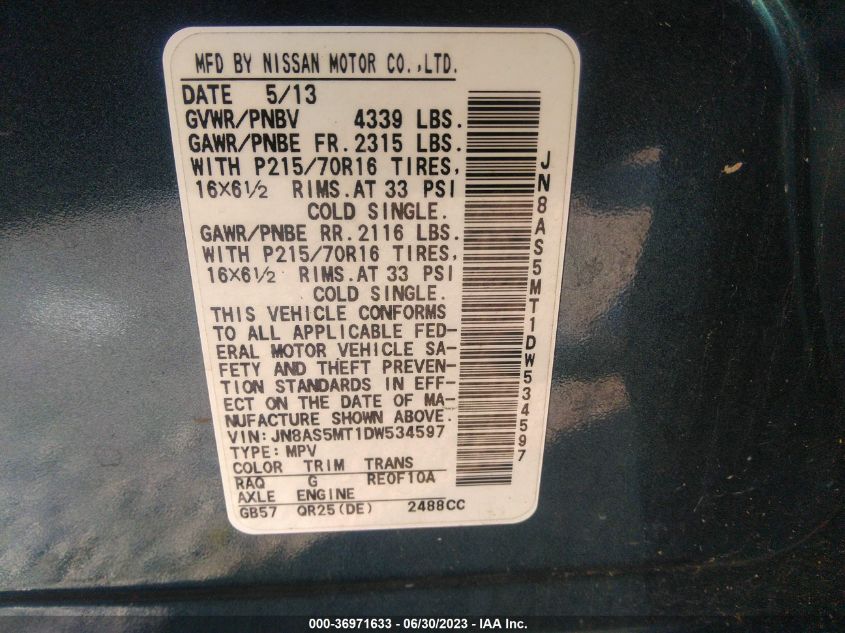 MFD BY NISSAN MOTOR CO.,LTD.
DATE 5/13
GVWR/PNBV 4339 LBS.
GAWR/PNBE FR. 2315 LBS.
WITH P215/70R16 TIRES,
16X6½ RIMS. AT 33 PSI
COLD SINGLE.
GAWR/PNBE RR. 2116 LBS.
WITH P215/70R16 TIRES,
16X6½ RIMS. AT 33 PSI
COLD SINGLE.
THIS VEHICLE CONFORMS
TO ALL APPLICABLE FED-
ERAL MOTOR VEHICLE SA-
FETY AND THEFT PREVEN-
TION STANDARDS IN EFF-
ECT ON THE DATE OF MA-
NUFACTURE SHOWN ABOVE.
VIN:JN8AS5MT1DW534597
TYPE:MPV
COLOR TRIM TRANS
RAQ G RE0F10A
AXLE ENGINE
GB57 QR25(DE) 2488CC
JN8AS5MT1DW534597
000-36971633 / 06/30/2023 - IAA Inc.